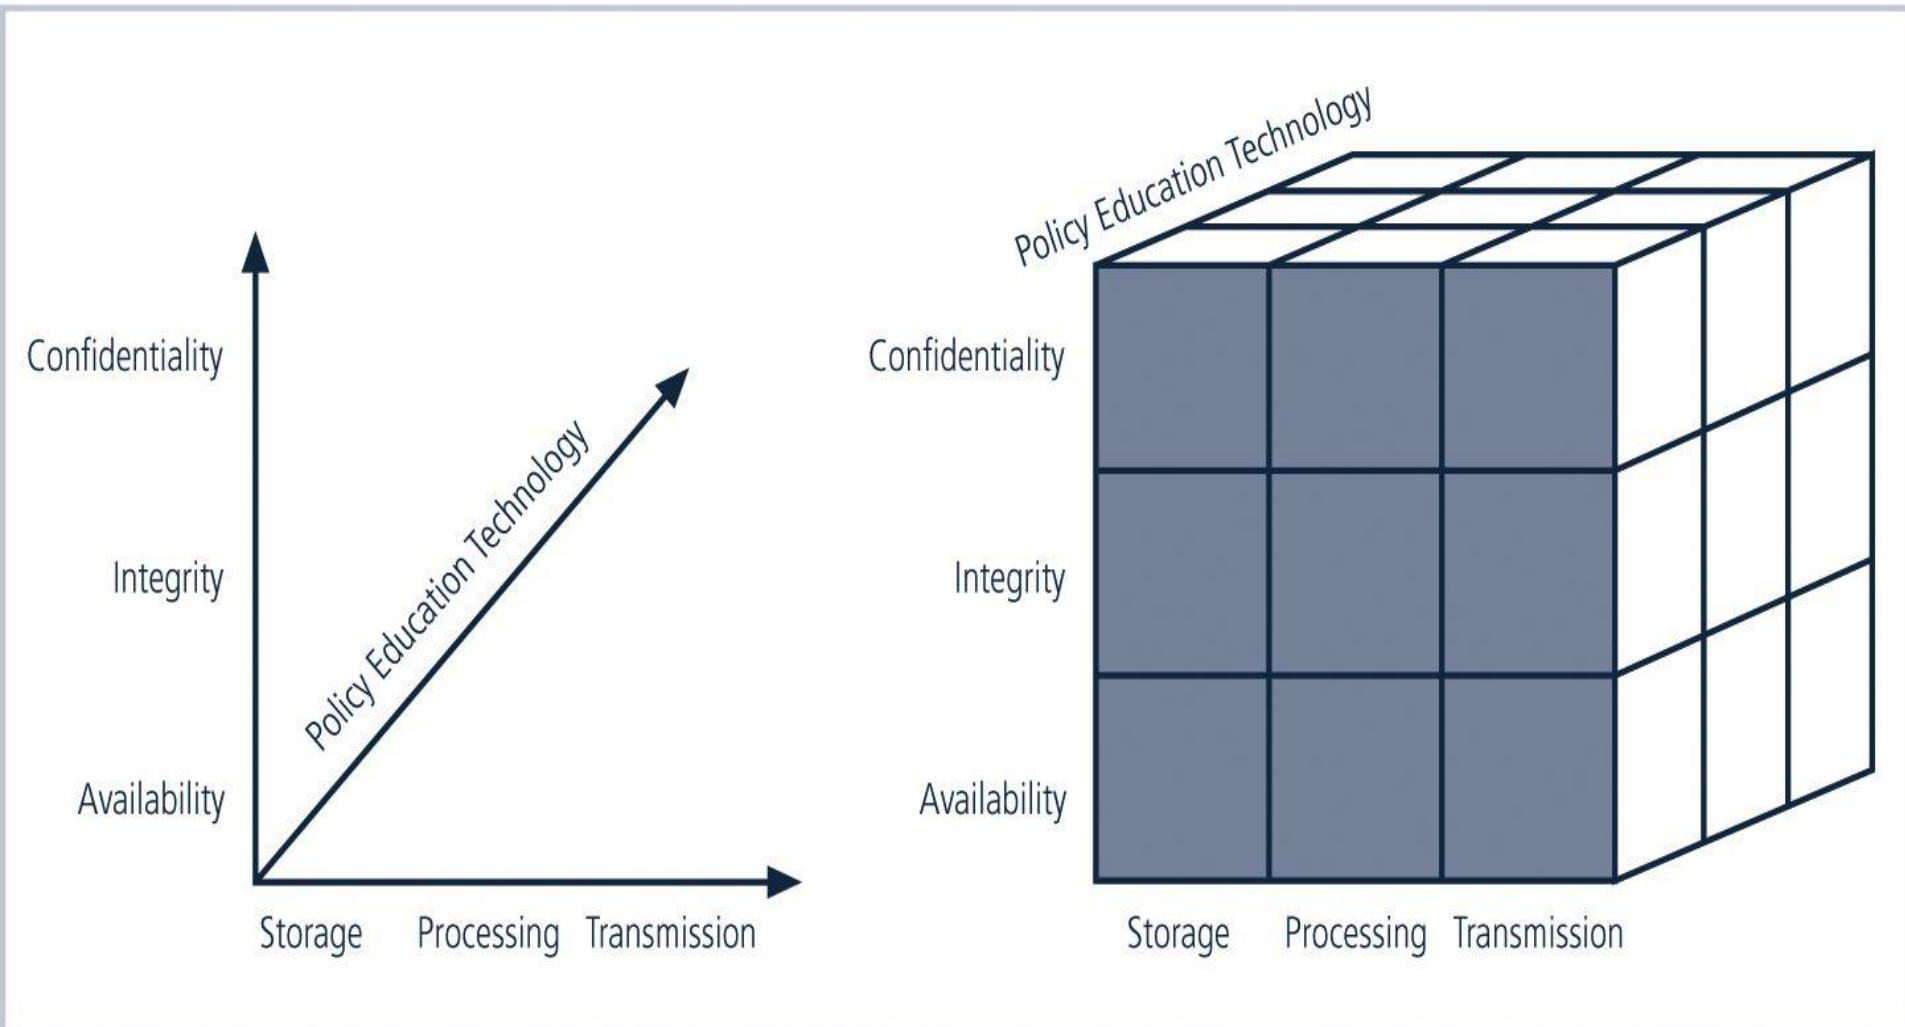 Confidentiality
Integrity
Availability
Policy Education Technology
Storage Processing Transmission
Policy Education Technology
Confidentiality
Integrity
Availability
Storage Processing Transmission